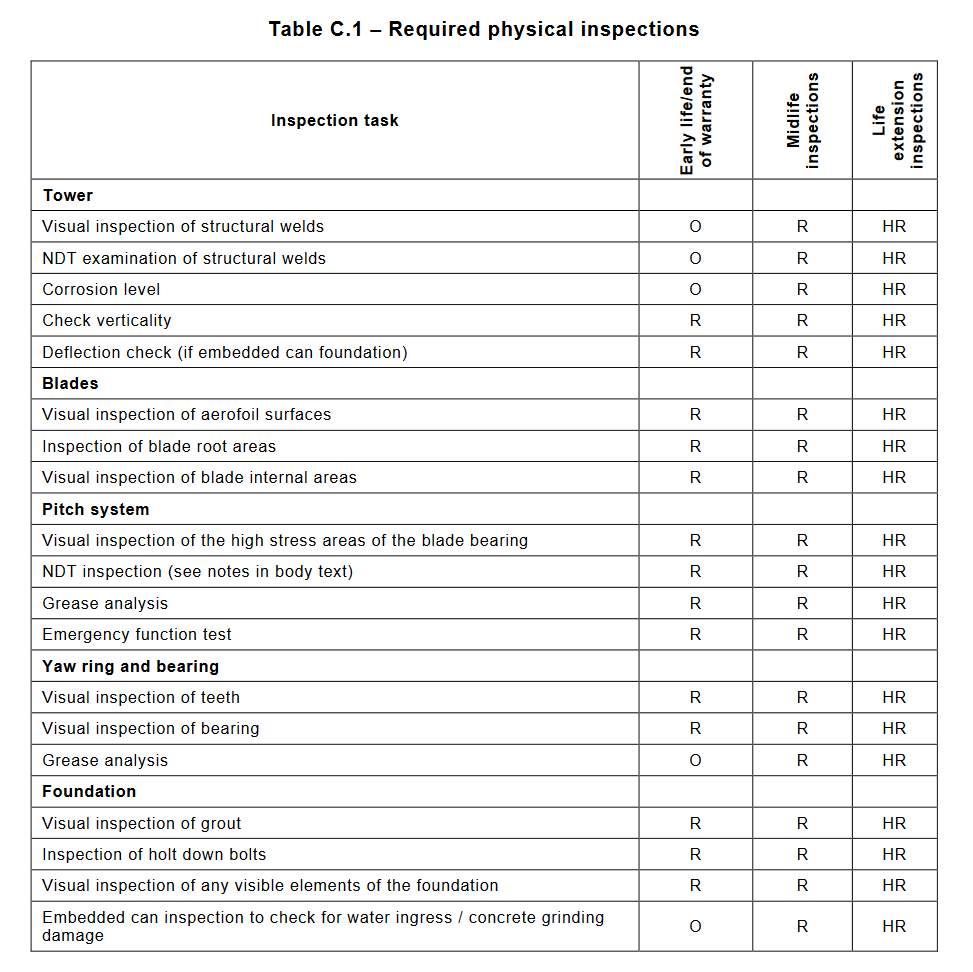 Table C.1 – Required physical inspections
Inspection task
Early life/end
of warranty
Midlife
inspections
Life
extension
inspections
Tower
Visual inspection of structural welds O R HR
NDT examination of structural welds O R HR
Corrosion level O R HR
Check verticality R R HR
Deflection check (if embedded can foundation) R R HR
Blades
Visual inspection of aerofoil surfaces R R HR
Inspection of blade root areas R R HR
Visual inspection of blade internal areas R R HR
Pitch system
Visual inspection of the high stress areas of the blade bearing R R HR
NDT inspection (see notes in body text) R R HR
Grease analysis R R HR
Emergency function test R R HR
Yaw ring and bearing
Visual inspection of teeth R R HR
Visual inspection of bearing R R HR
Grease analysis O R HR
Foundation
Visual inspection of grout R R HR
Inspection of holt down bolts R R HR
Visual inspection of any visible elements of the foundation R R HR
Embedded can inspection to check for water ingress / concrete grinding
damage O R HR